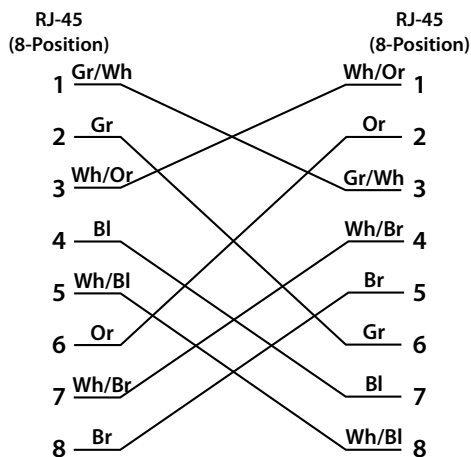 RJ-45 RJ-45
(8-Position) (8-Position)
1 Gr/Wh Wh/Or 1
2 Gr Or 2
3 Wh/Or Gr/Wh 3
4 Bl Wh/Br 4
5 Wh/Bl Br 5
6 Or Gr 6
7 Wh/Br Bl 7
8 Br Wh/Bl 8